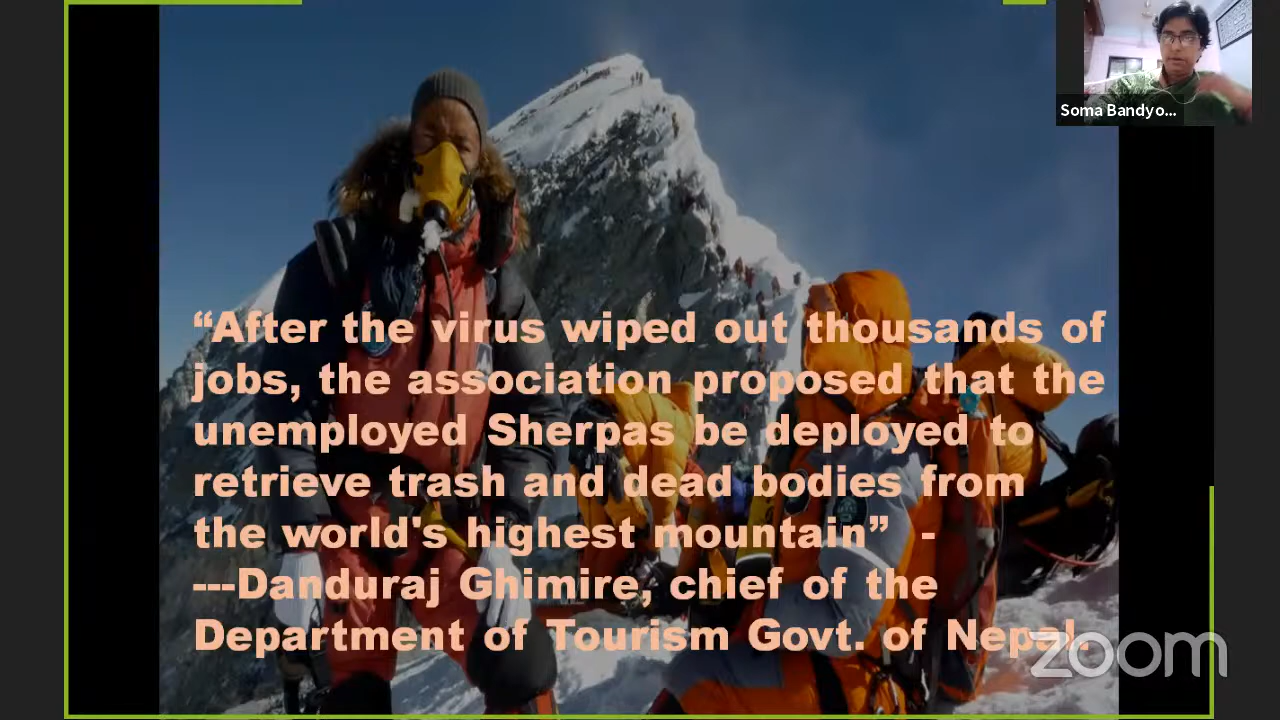 Soma Bandyo...
“After the virus wiped out thousands of
jobs, the association proposed that the
unemployed Sherpas be deployed to
retrieve trash and dead bodies from
the world's highest mountain” -
---Danduraj Ghimire, chief of the
Department of Tourism Govt. of Nepal.
zoom